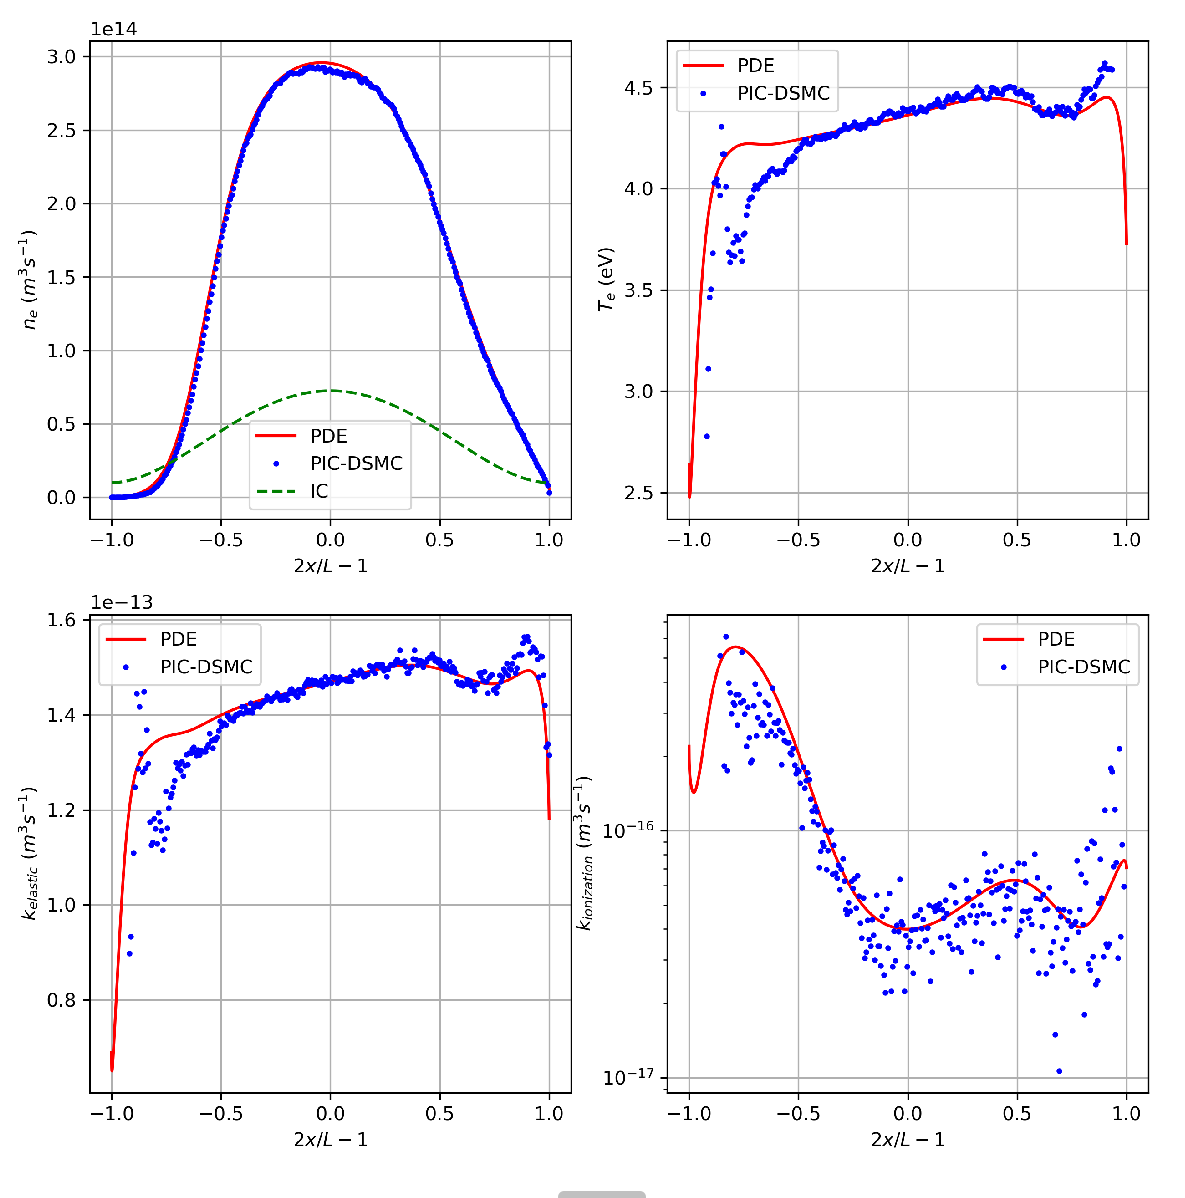 1e14
3.0
2.5
2.0
1.5
1.0
0.5
0.0
n_e (m^3 s^−1)
PDE
PIC-DSMC
IC
−1.0 −0.5 0.0 0.5 1.0
2x/L − 1
PDE
PIC-DSMC
4.5
4.0
3.5
3.0
2.5
T_e (eV)
−1.0 −0.5 0.0 0.5 1.0
2x/L − 1
1e−13
1.6
1.4
1.2
1.0
0.8
k_elastic (m^3 s^−1)
PDE
PIC-DSMC
−1.0 −0.5 0.0 0.5 1.0
2x/L − 1
PDE
PIC-DSMC
10^−16
10^−17
k_ionization (m^3 s^−1)
−1.0 −0.5 0.0 0.5 1.0
2x/L − 1